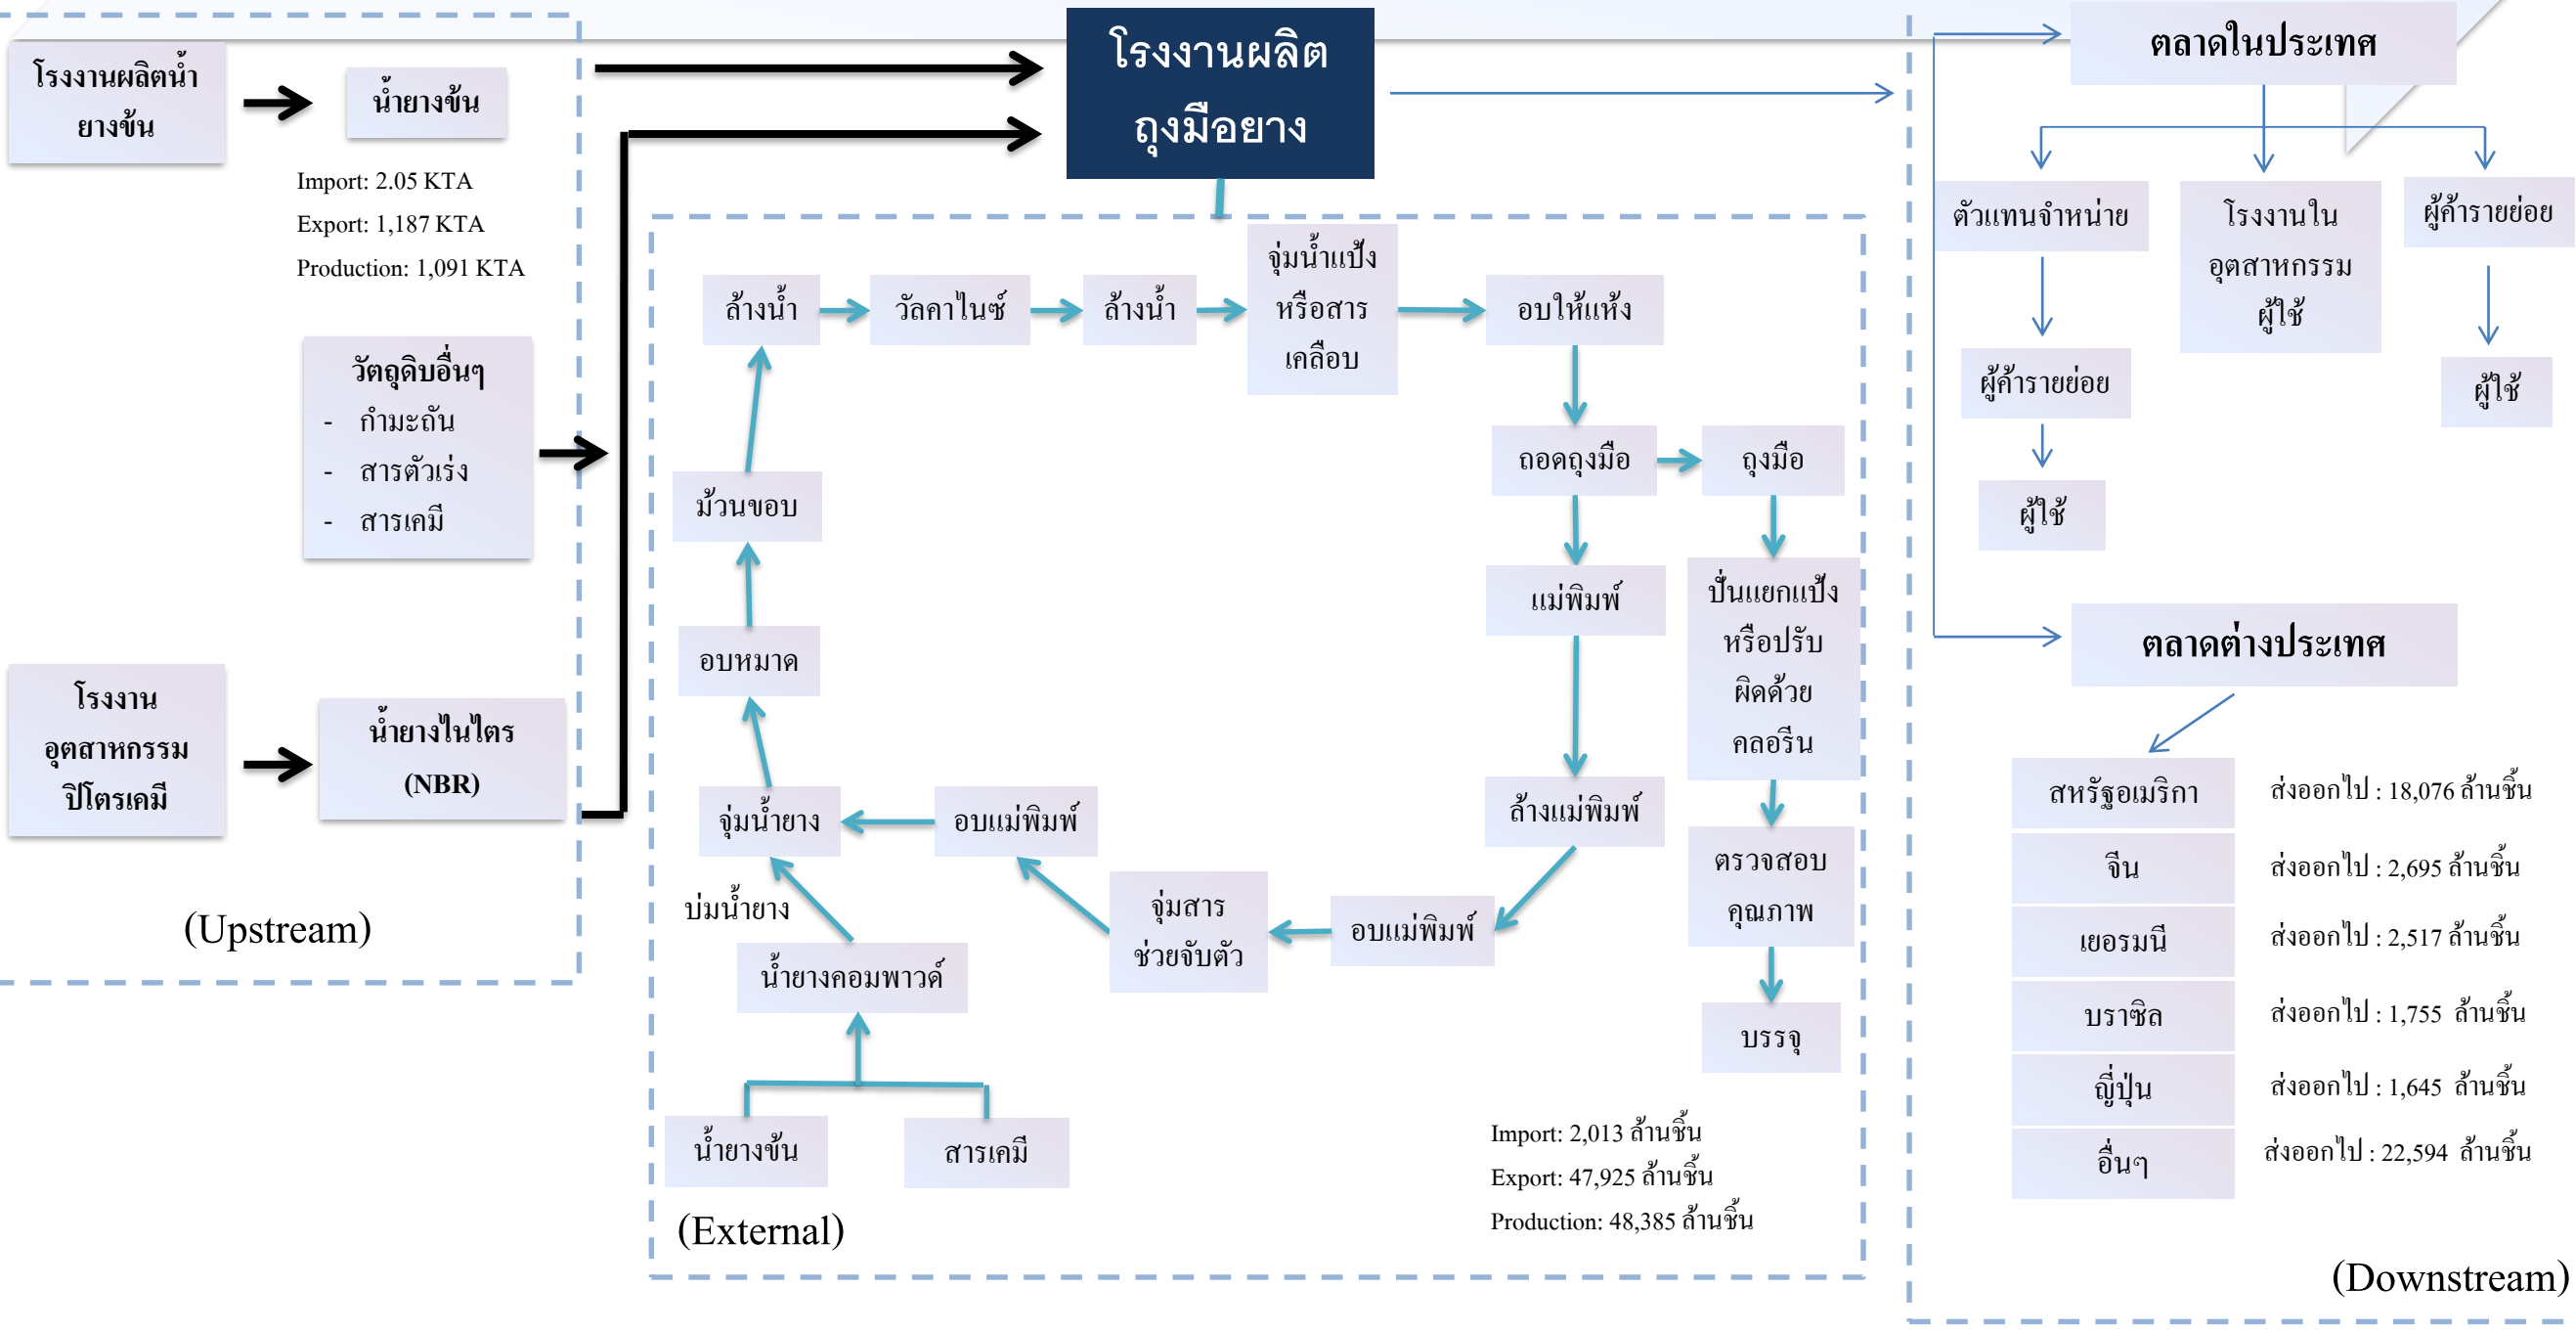 โรงงานผลิตน้ำ
ยางข้น
น้ำยางข้น
Import: 2.05 KTA
Export: 1,187 KTA
Production: 1,091 KTA
วัตถุดิบอื่นๆ
- กำมะถัน
- สารตัวเร่ง
- สารเคมี
โรงงาน
อุตสาหกรรม
ปิโตรเคมี
น้ำยางไนไตร
(NBR)
(Upstream)
โรงงานผลิต
ถุงมือยาง
ล้างน้ำ
วัลคาไนซ์
ล้างน้ำ
จุ่มน้ำแป้ง
หรือสาร
เคลือบ
อบให้แห้ง
ถอดถุงมือ
ถุงมือ
ม้วนขอบ
แม่พิมพ์
ปั่นแยกแป้ง
หรือปรับ
ผิดด้วย
คลอรีน
อบหมาด
จุ่มน้ำยาง
อบแม่พิมพ์
ล้างแม่พิมพ์
ตรวจสอบ
คุณภาพ
บ่มน้ำยาง
จุ่มสาร
ช่วยจับตัว
อบแม่พิมพ์
น้ำยางคอมพาวด์
บรรจุ
น้ำยางข้น
สารเคมี
Import: 2,013 ล้านชิ้น
Export: 47,925 ล้านชิ้น
Production: 48,385 ล้านชิ้น
(External)
ตลาดในประเทศ
ตัวแทนจำหน่าย
โรงงานใน
อุตสาหกรรม
ผู้ใช้
ผู้ค้ารายย่อย
ผู้ค้ารายย่อย
ผู้ใช้
ผู้ใช้
ตลาดต่างประเทศ
สหรัฐอเมริกา ส่งออกไป : 18,076 ล้านชิ้น
จีน ส่งออกไป : 2,695 ล้านชิ้น
เยอรมนี ส่งออกไป : 2,517 ล้านชิ้น
บราซิล ส่งออกไป : 1,755 ล้านชิ้น
ญี่ปุ่น ส่งออกไป : 1,645 ล้านชิ้น
อื่นๆ ส่งออกไป : 22,594 ล้านชิ้น
(Downstream)